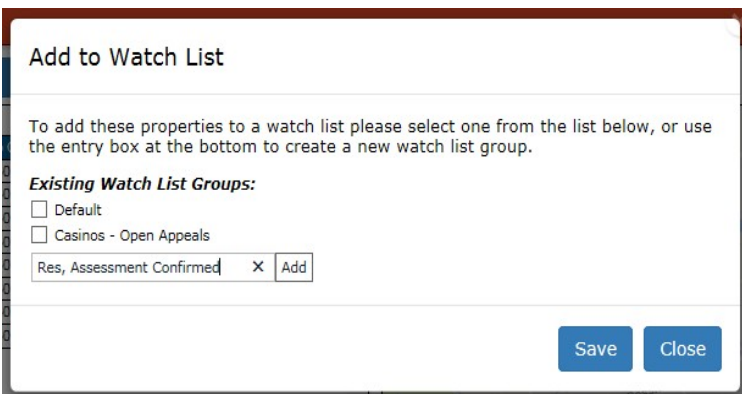 Add to Watch List
To add these properties to a watch list please select one from the list below, or use
the entry box at the bottom to create a new watch list group.
Existing Watch List Groups:
Default
Casinos - Open Appeals
Res, Assessment Confirmed × Add
Save Close